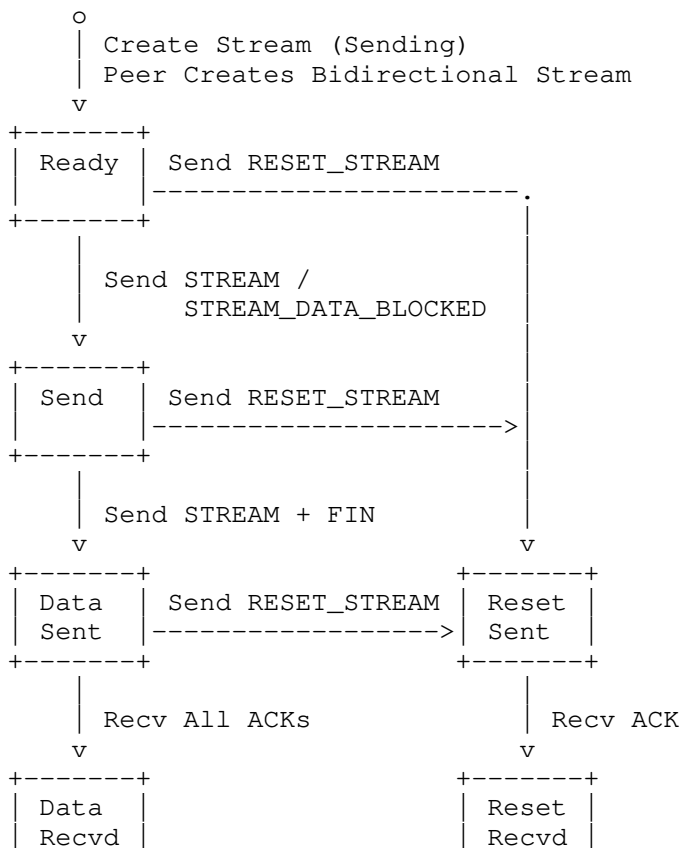 o
Create Stream (Sending)
Peer Creates Bidirectional Stream
v
Ready Send RESET_STREAM
Send STREAM /
STREAM_DATA_BLOCKED
v
Send Send RESET_STREAM
Send STREAM + FIN
v v
Data Send RESET_STREAM Reset
Sent Sent
Recv All ACKs Recv ACK
v v
Data Reset
Recvd Recvd